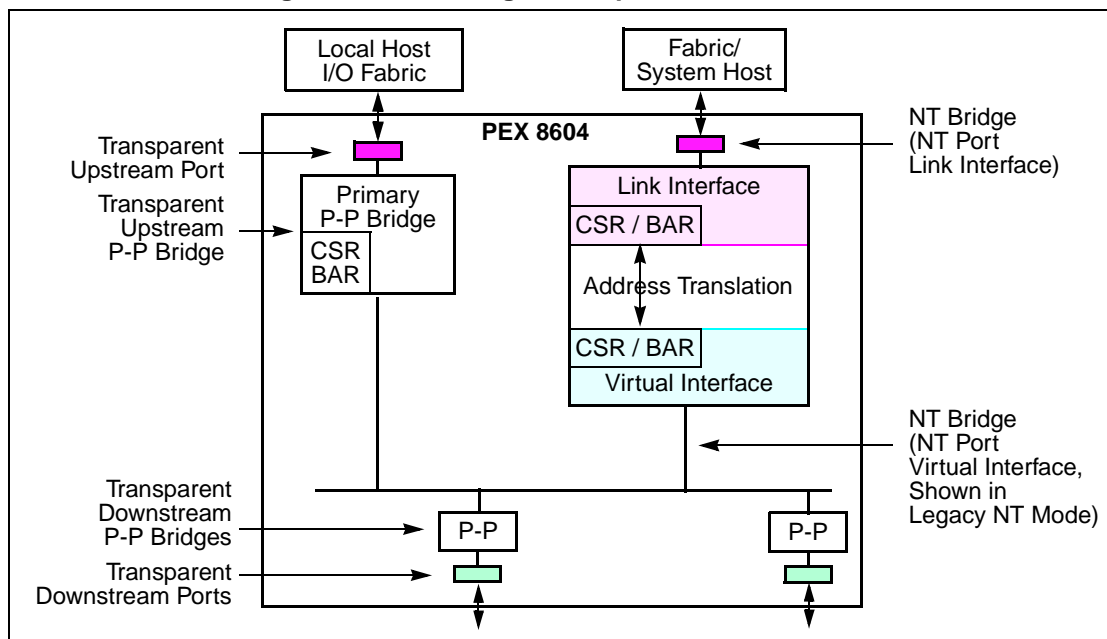 Local Host
I/O Fabric
Fabric/
System Host
PEX 8604
Transparent
Upstream Port
NT Bridge
(NT Port
Link Interface)
Transparent
Upstream
P-P Bridge
Primary
P-P Bridge
CSR
BAR
Link Interface
CSR / BAR
Address Translation
CSR / BAR
Virtual Interface
NT Bridge
(NT Port
Virtual Interface,
Shown in
Legacy NT Mode)
Transparent
Downstream
P-P Bridges
P-P
P-P
Transparent
Downstream Ports